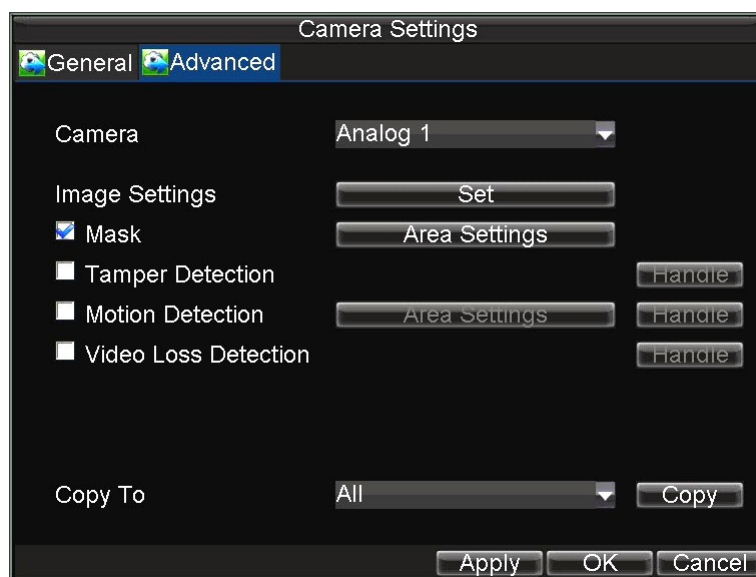 Camera Settings
General Advanced
Camera Analog 1
Image Settings Set
Mask Area Settings
Tamper Detection Handle
Motion Detection Area Settings Handle
Video Loss Detection Handle
Copy To All Copy
Apply OK Cancel